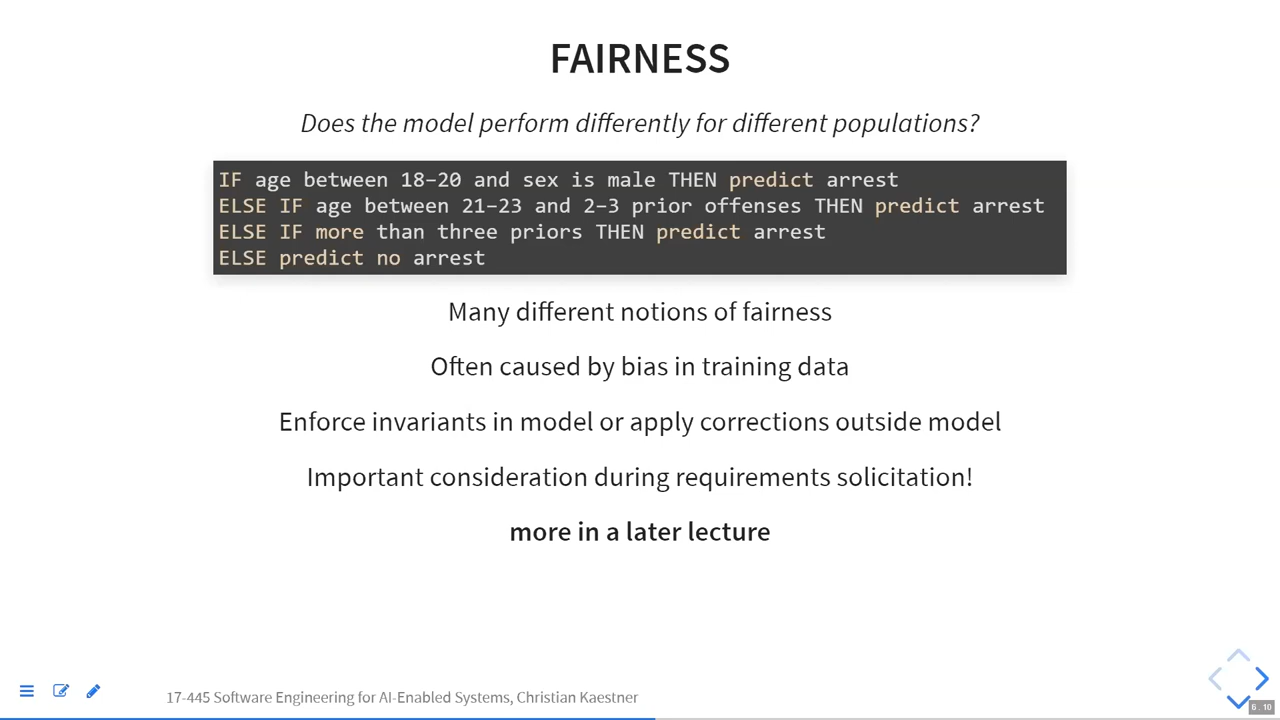 FAIRNESS
Does the model perform differently for different populations?
IF age between 18–20 and sex is male THEN predict arrest
ELSE IF age between 21–23 and 2–3 prior offenses THEN predict arrest
ELSE IF more than three priors THEN predict arrest
ELSE predict no arrest
Many different notions of fairness
Often caused by bias in training data
Enforce invariants in model or apply corrections outside model
Important consideration during requirements solicitation!
more in a later lecture
17-445 Software Engineering for AI-Enabled Systems, Christian Kaestner
6 . 10